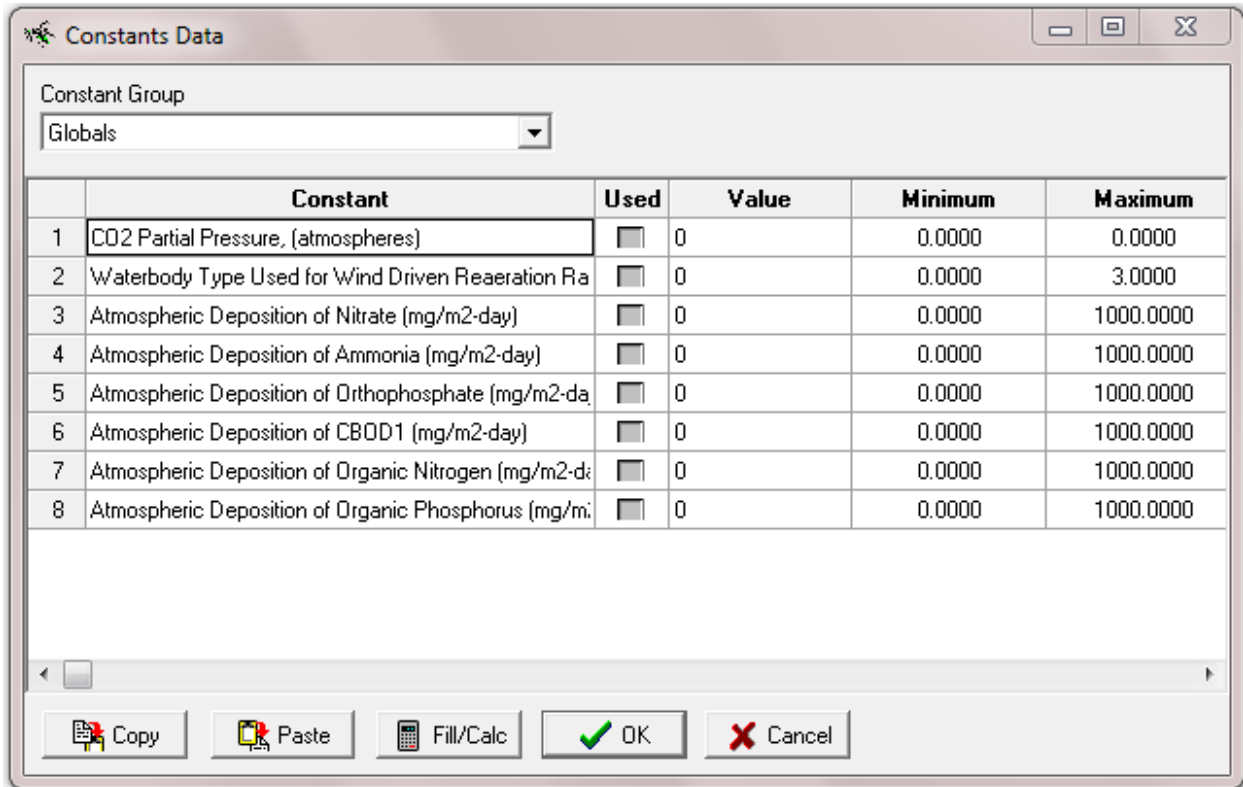 Constants Data
Constant Group
Globals
Constant Used Value Minimum Maximum
1 CO2 Partial Pressure, (atmospheres) 0 0.0000 0.0000
2 Waterbody Type Used for Wind Driven Reaeration Ra 0 0.0000 3.0000
3 Atmospheric Deposition of Nitrate (mg/m2-day) 0 0.0000 1000.0000
4 Atmospheric Deposition of Ammonia (mg/m2-day) 0 0.0000 1000.0000
5 Atmospheric Deposition of Orthophosphate (mg/m2-da 0 0.0000 1000.0000
6 Atmospheric Deposition of CBOD1 (mg/m2-day) 0 0.0000 1000.0000
7 Atmospheric Deposition of Organic Nitrogen (mg/m2-da 0 0.0000 1000.0000
8 Atmospheric Deposition of Organic Phosphorus (mg/m2 0 0.0000 1000.0000
Copy Paste Fill/Calc OK Cancel